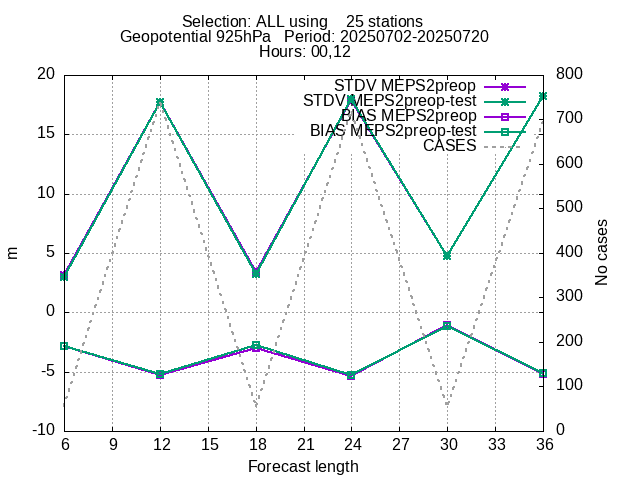 Selection: ALL using 25 stations
Geopotential 925hPa Period: 20250702-20250720
Hours: 00,12
STDV MEPS2preop
STDV MEPS2preop-test
BIAS MEPS2preop
BIAS MEPS2preop-test
CASES
20
15
10
5
0
-5
-10
m
800
700
600
500
400
300
200
100
0
No cases
6 9 12 15 18 21 24 27 30 33 36
Forecast length